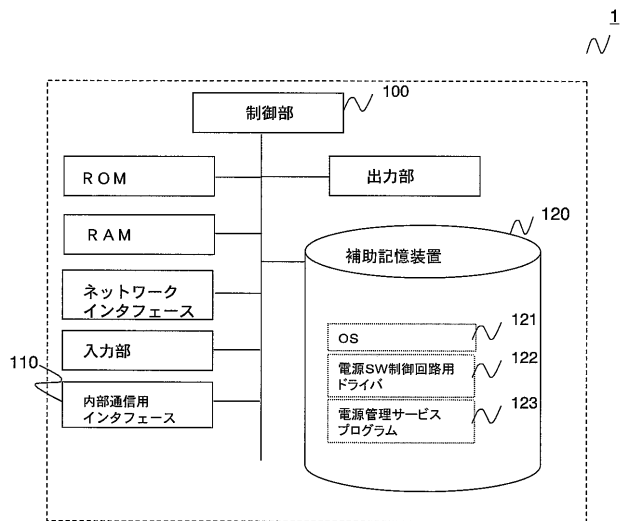 1
制御部
100
ROM
出力部
RAM
120
補助記憶装置
ネットワーク
インタフェース
121
OS
入力部
122
電源SW制御回路用
ドライバ
110
内部通信用
インタフェース
123
電源管理サービス
プログラム